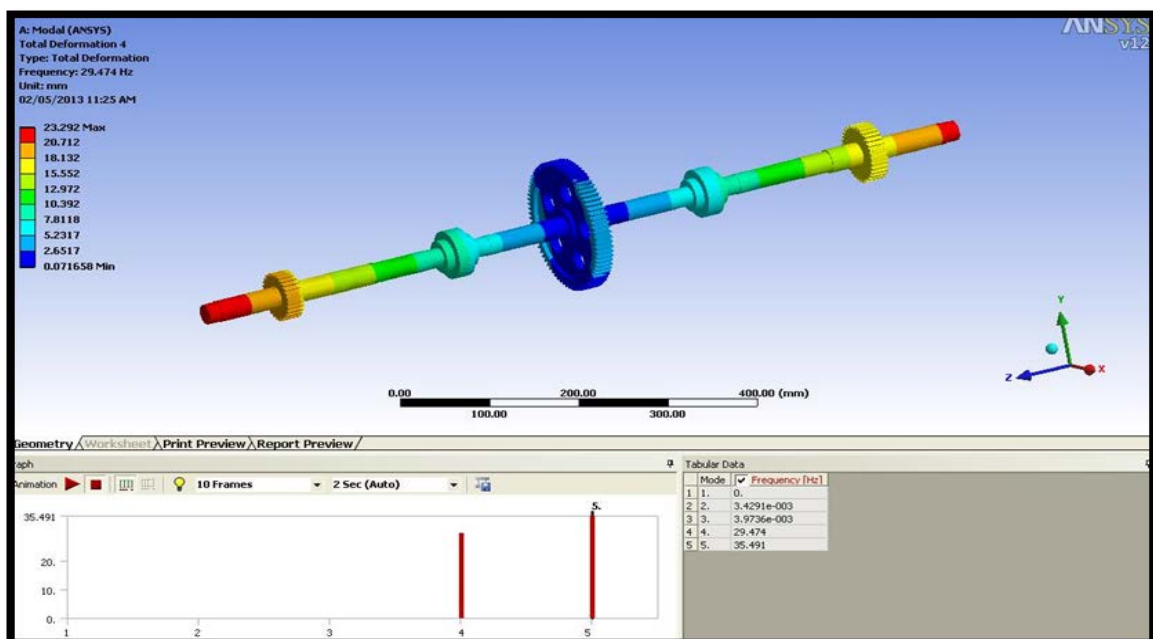 A: Modal (ANSYS)
Total Deformation 4
Type: Total Deformation
Frequency: 29.474 Hz
Unit: mm
02/05/2013 11:25 AM
ANSYS
v12
23.292 Max
20.712
18.132
15.552
12.972
10.392
7.8118
5.2317
2.6517
0.071658 Min
Y
Z
X
0.00 200.00 400.00 (mm)
100.00 300.00
Geometry Worksheet Print Preview Report Preview
raph
Animation 10 Frames 2 Sec (Auto)
5.
35.491
20.
10.
0.
1 2 3 4 5
Tabular Data
Mode Frequency [Hz]
1 1. 0.
2 2. 3.4291e-003
3 3. 3.9736e-003
4 4. 29.474
5 5. 35.491